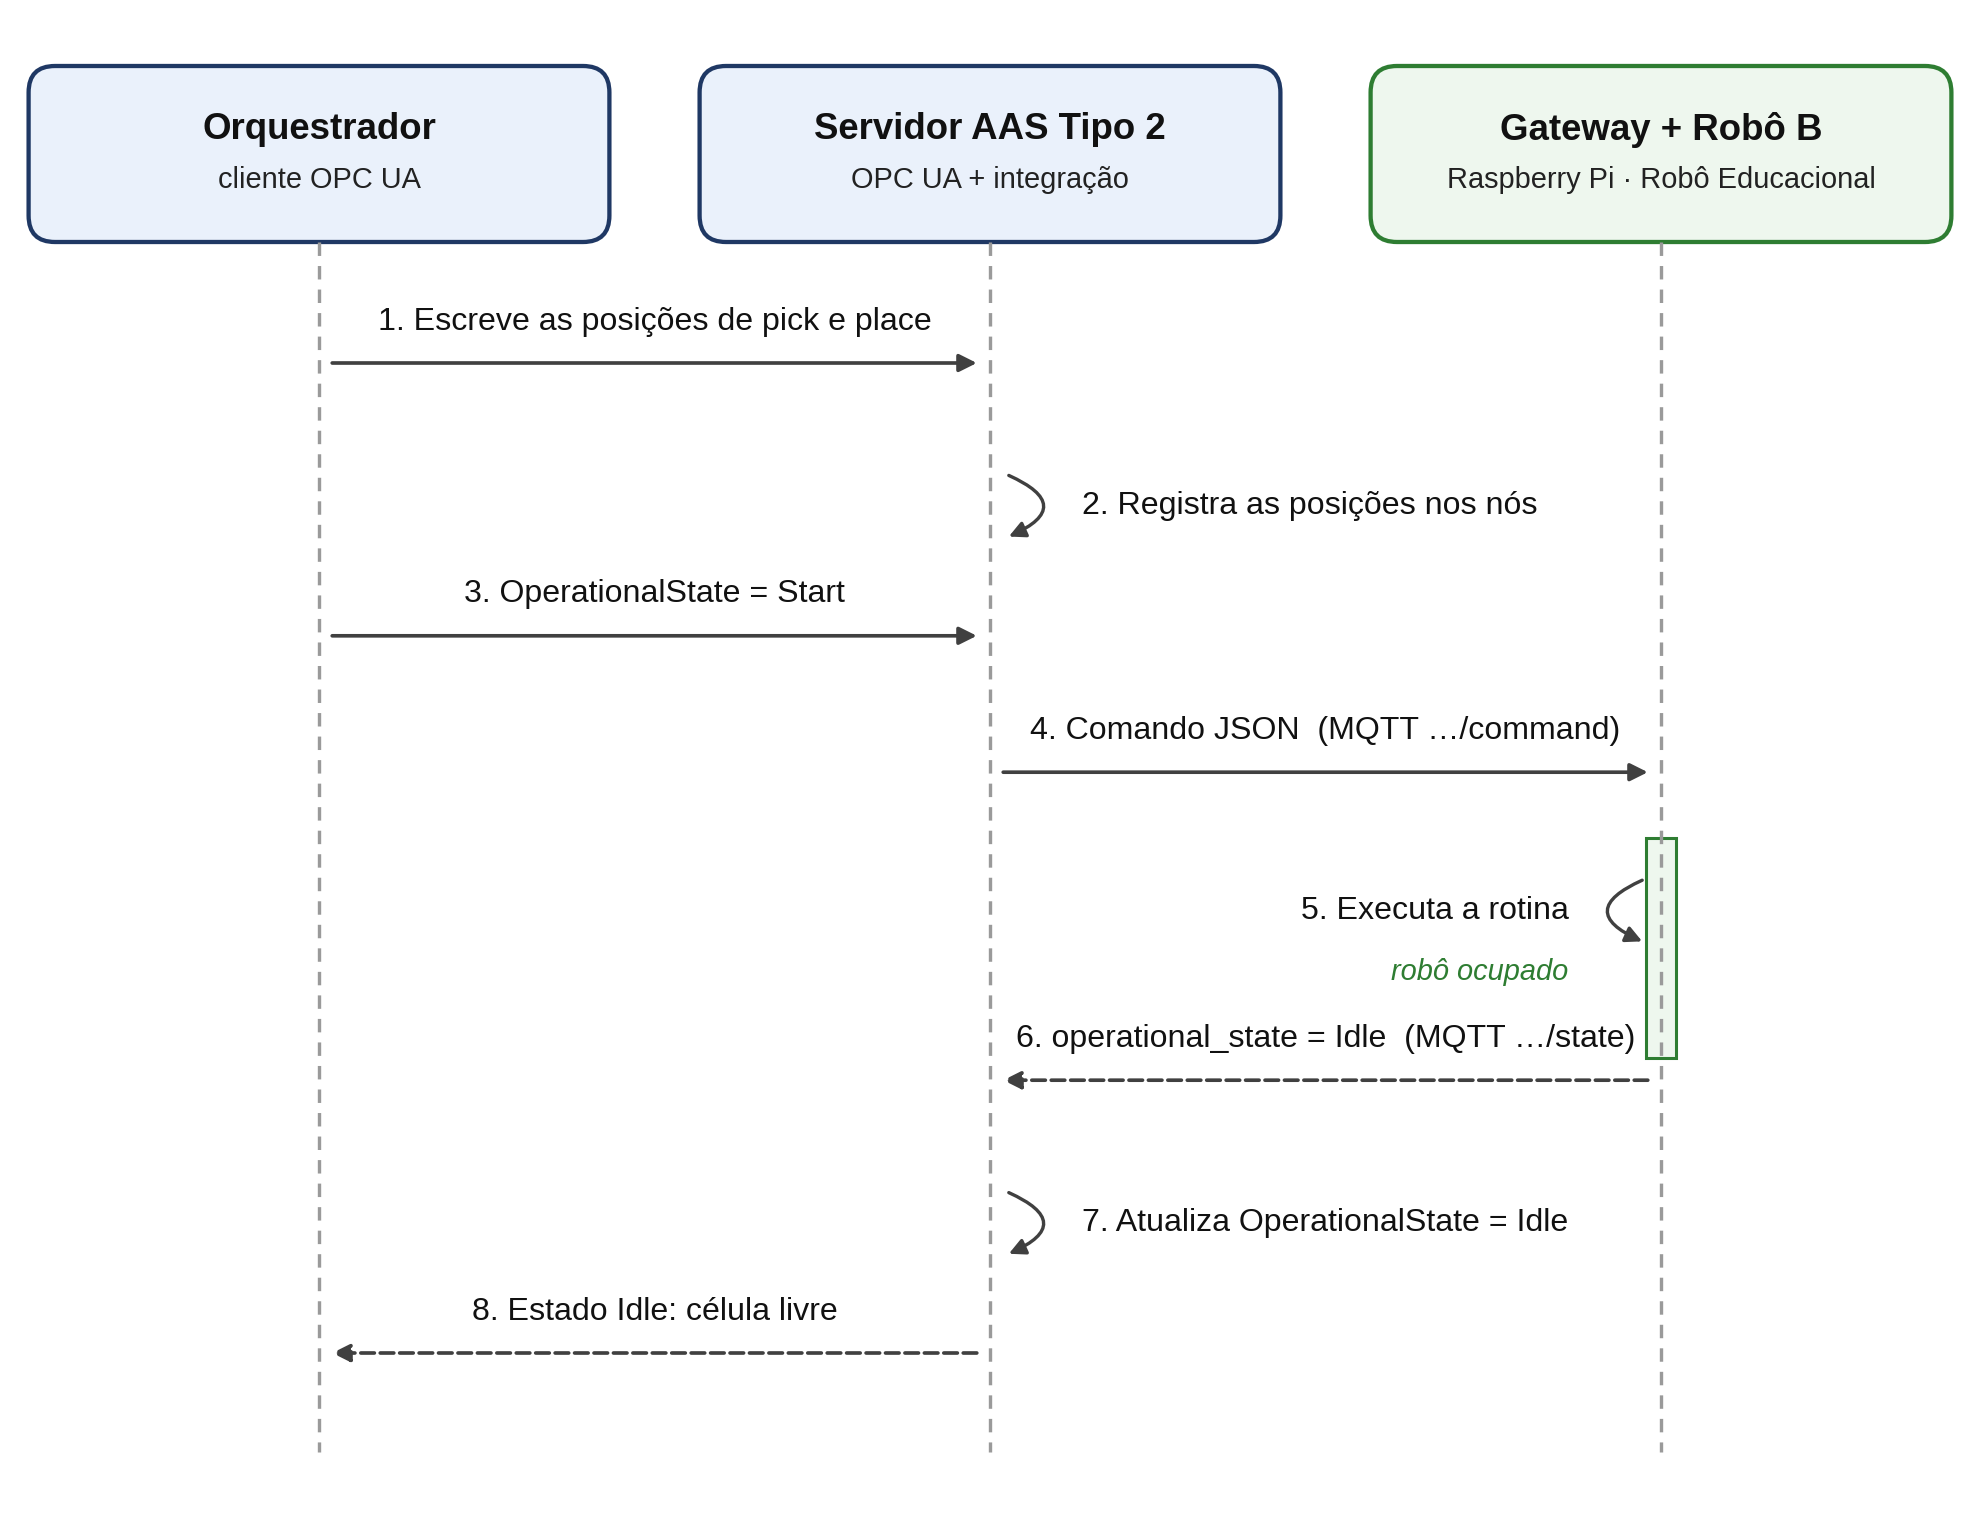 Orquestrador
cliente OPC UA
Servidor AAS Tipo 2
OPC UA + integração
Gateway + Robô B
Raspberry Pi · Robô Educacional
1. Escreve as posições de pick e place
2. Registra as posições nos nós
3. OperationalState = Start
4. Comando JSON  (MQTT …/command)
5. Executa a rotina
robô ocupado
6. operational_state = Idle  (MQTT …/state)
7. Atualiza OperationalState = Idle
8. Estado Idle: célula livre